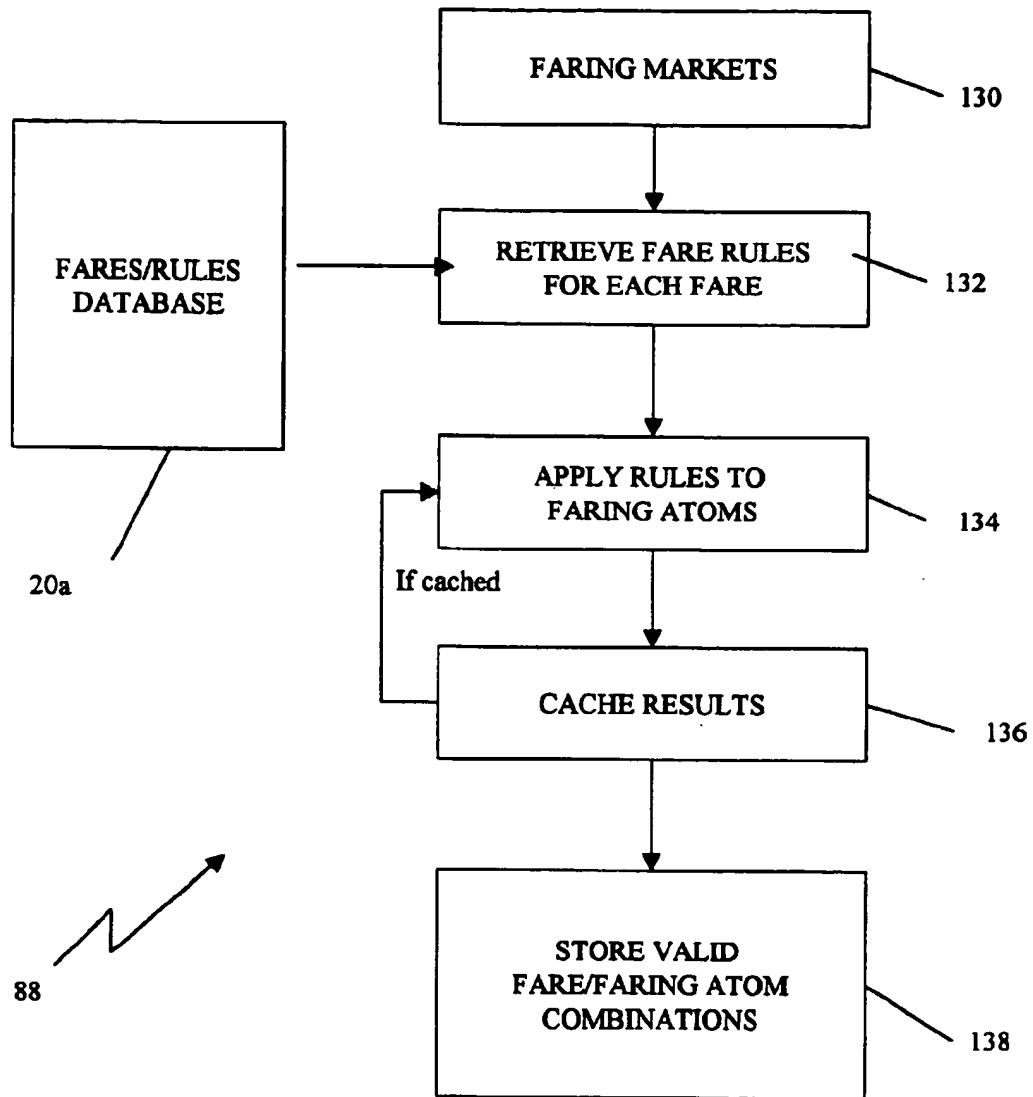 FARING MARKETS
130
FARES/RULES
DATABASE
RETRIEVE FARE RULES
FOR EACH FARE
132
20a
APPLY RULES TO
FARING ATOMS
134
If cached
CACHE RESULTS
136
88
STORE VALID
FARE/FARING ATOM
COMBINATIONS
138